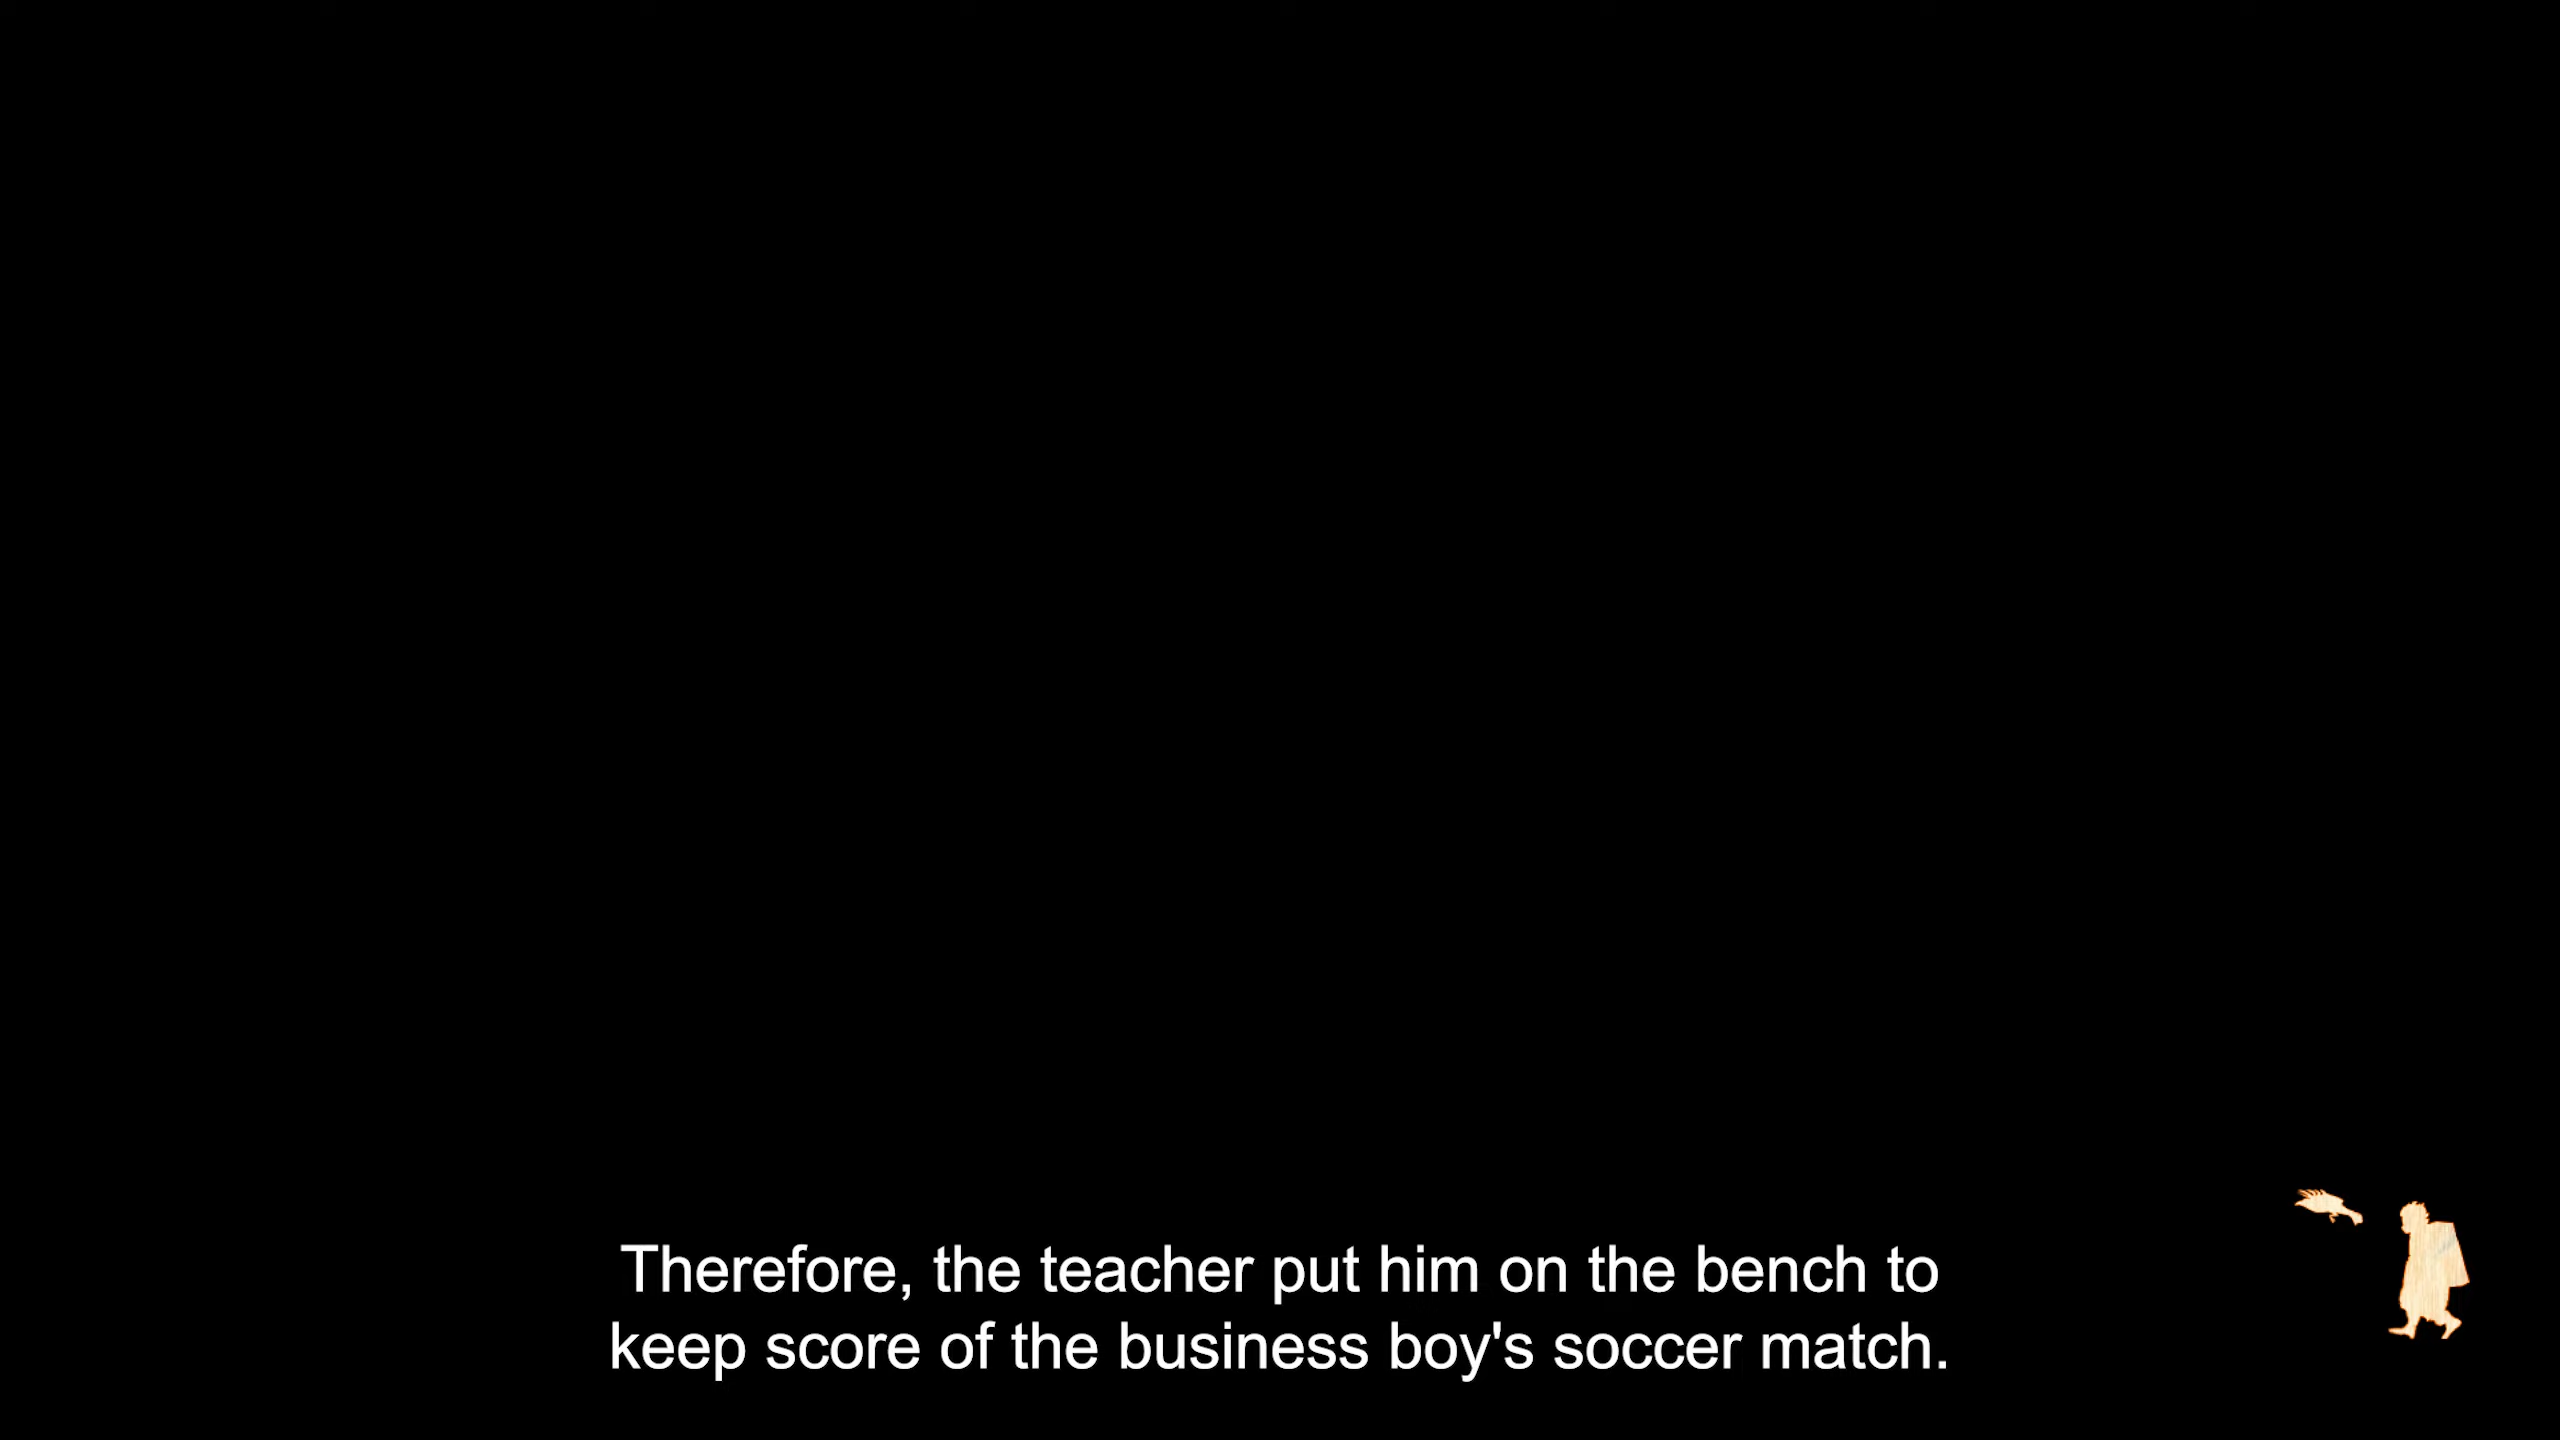 Therefore, the teacher put him on the bench to
keep score of the business boy's soccer match.